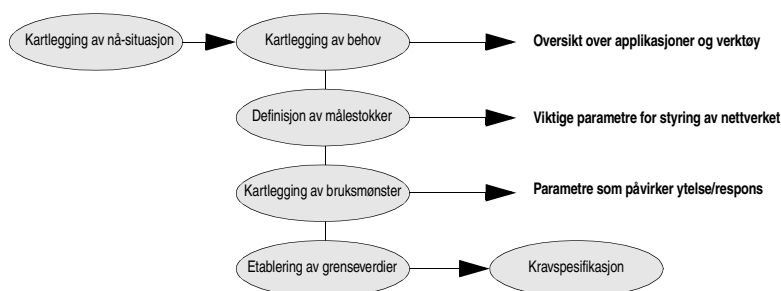 Kartlegging av nå-situasjon
Kartlegging av behov
Oversikt over applikasjoner og verktøy
Definisjon av målestokker
Viktige parametre for styring av nettverket
Kartlegging av bruksmønster
Parametre som påvirker ytelse/respons
Etablering av grenseverdier
Kravspesifikasjon